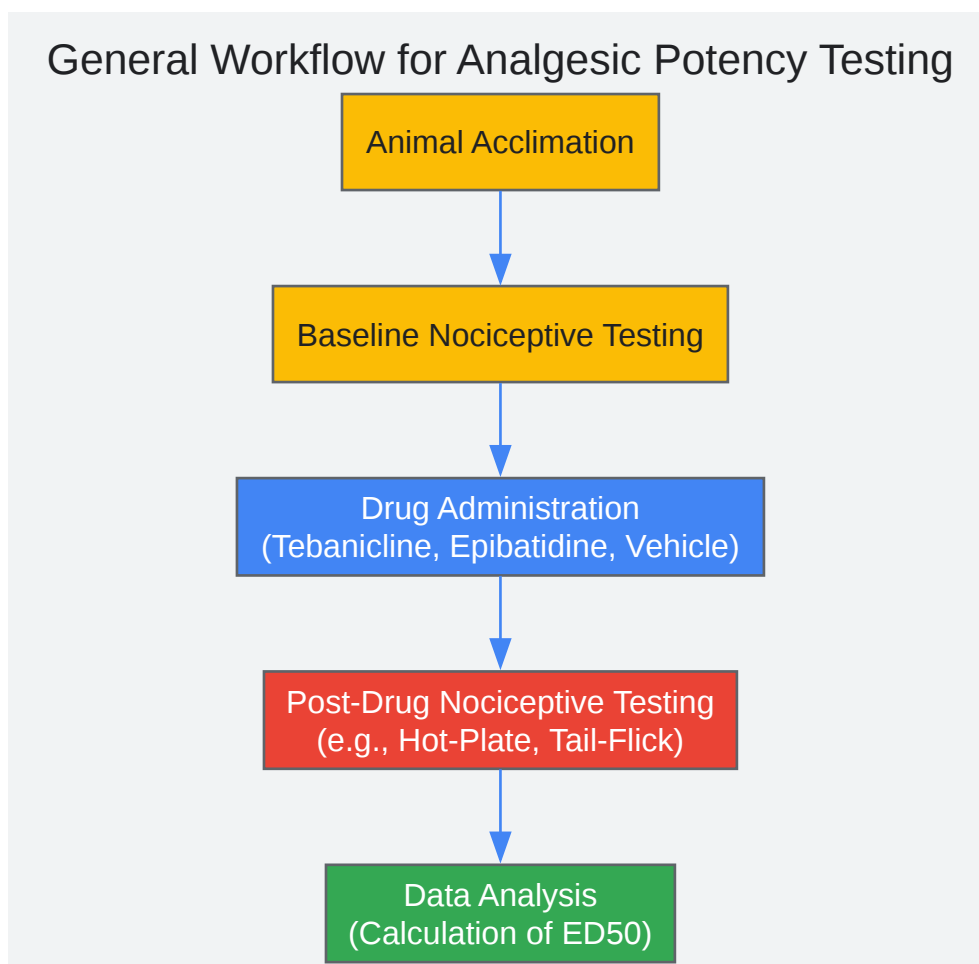 General Workflow for Analgesic Potency Testing
Animal Acclimation
Baseline Nociceptive Testing
Drug Administration
(Tebanicline, Epibatidine, Vehicle)
Post-Drug Nociceptive Testing
(e.g., Hot-Plate, Tail-Flick)
Data Analysis
(Calculation of ED50)